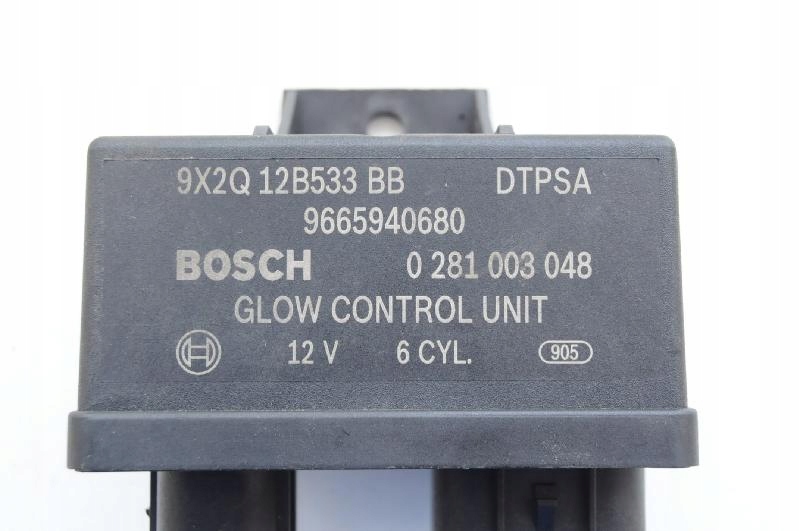 9X2Q 12B533 BB DTPSA
9665940680
BOSCH 0 281 003 048
GLOW CONTROL UNIT
12 V 6 CYL. 905